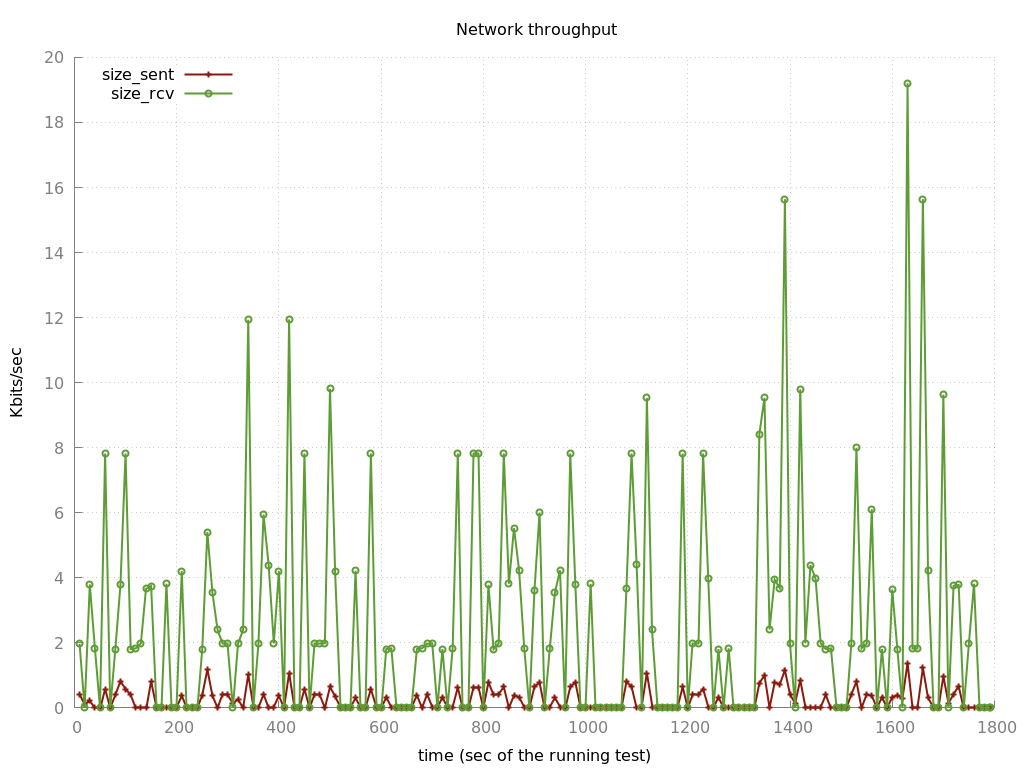 Network throughput
size_sent
size_rcv
20
18
16
14
12
10
8
6
4
2
0
Kbits/sec
0 200 400 600 800 1000 1200 1400 1600 1800
time (sec of the running test)